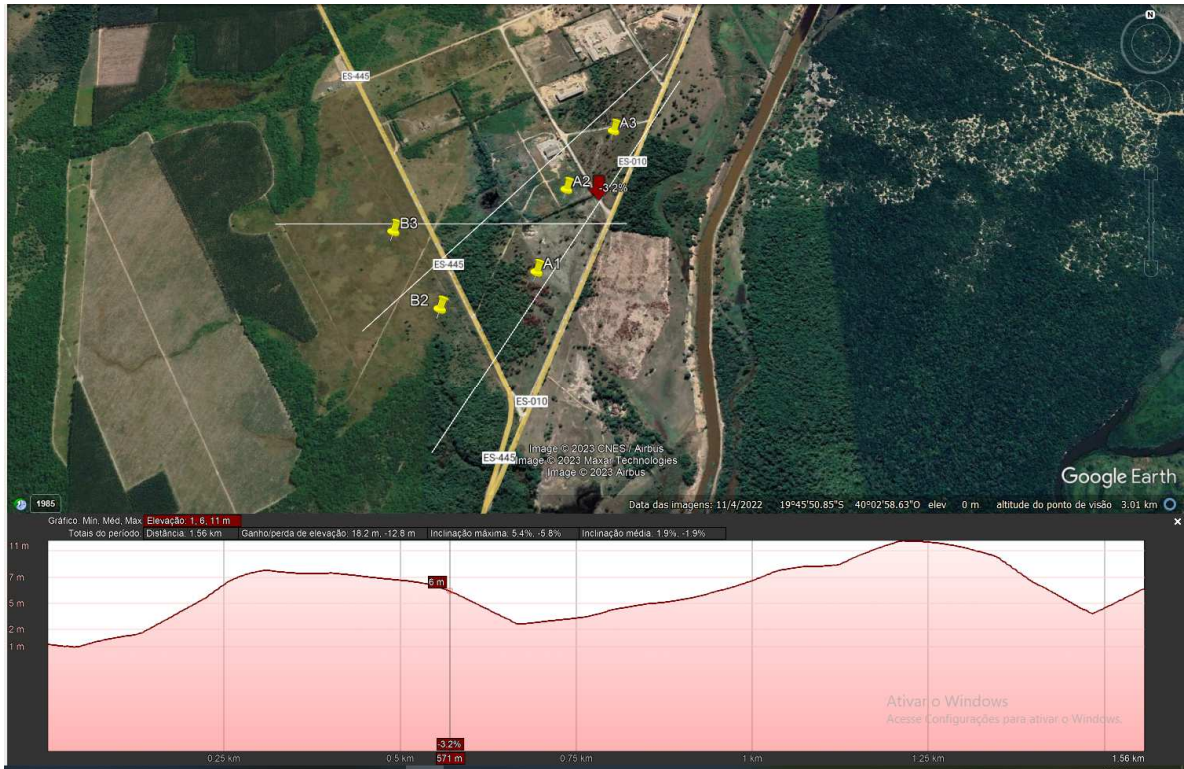 N
ES-445
A3
ES-010
A2
-3.2%
B3
A1
ES-445
B2
ES-010
ES-445
Image © 2023 CNES / Airbus
Image © 2023 Maxar Technologies
Image © 2023 Airbus
Google Earth
1985
Data das imagens: 11/4/2022 19°45'50.85"S 40°02'58.63"O elev 0 m altitude do ponto de visão 3.01 km
Gráfico: Mín, Méd, Máx Elevação: 1, 6, 11 m
Totais do período: Distância: 1.56 km Ganho/perda de elevação: 18.2 m, -12.8 m Inclinação máxima: 5.4%, -5.8% Inclinação média: 1.9%, -1.9%
11 m
7 m
6 m
5 m
2 m
1 m
Ativar o Windows
Acesse Configurações para ativar o Windows.
-3.2%
0.25 km 0.5 km 571 m 0.75 km 1 km 1.25 km 1.56 km